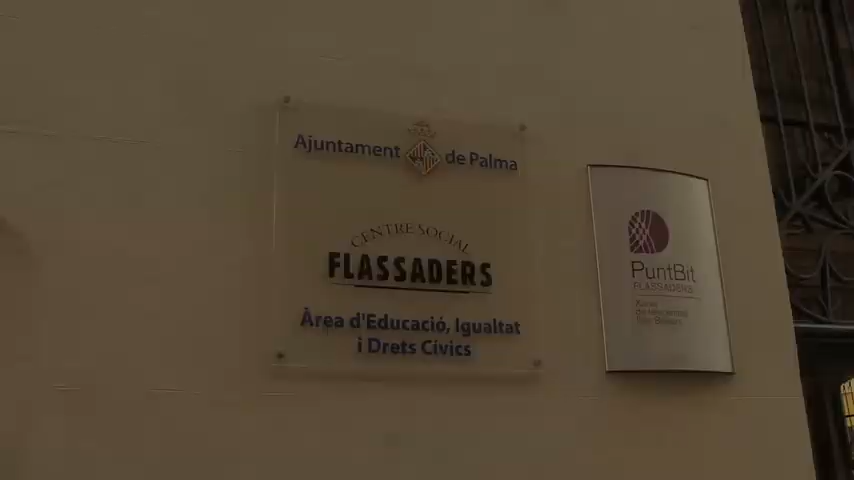 Ajuntament de Palma
CENTRE SOCIAL
FLASSADERS
Àrea d'Educació, Igualtat
i Drets Cívics
PuntBit
FLASSADERS